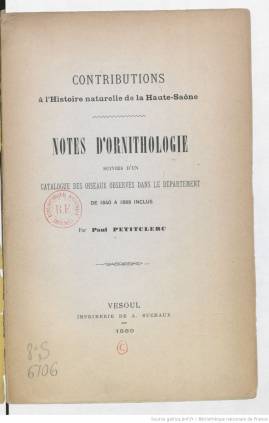 CONTRIBUTIONS
à l'Histoire naturelle de la Haute-Saône
NOTES D'ORNITHOLOGIE
SUIVIES D'UN
CATALOGUE DES OISEAUX OBSERVÉS DANS LE DÉPARTEMENT
DE 1840 A 1888 INCLUS
Par Paul PETITCLERC
B.F.
VESOUL
IMPRIMERIE DE A. SUCHAUX
1889
8° S
6706
Source gallica.bnf.fr / Bibliothèque nationale de France